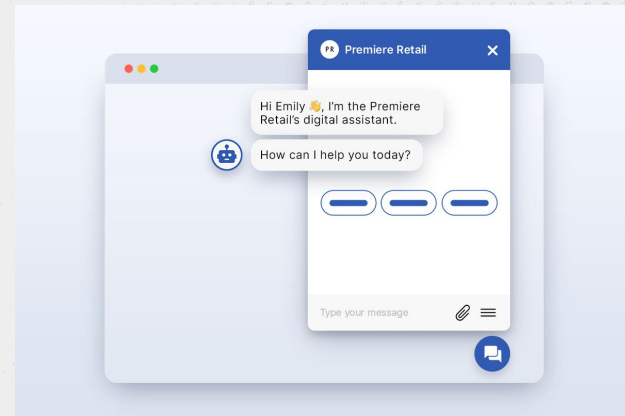 PR Premiere Retail
Hi Emily 👋, I’m the Premiere
Retail’s digital assistant.
How can I help you today?
Type your message